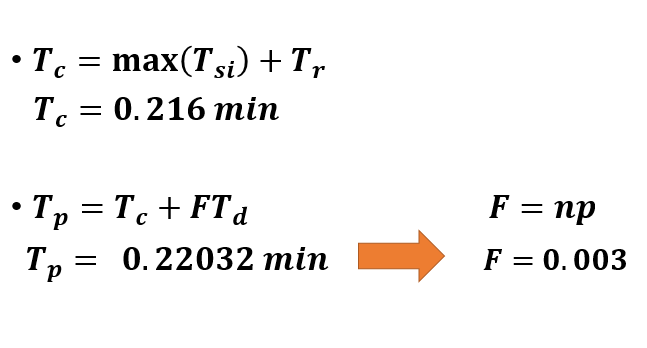 • T_c = max(T_si) + T_r
T_c = 0.216 min
• T_p = T_c + FT_d
F = np
T_p = 0.22032 min
F = 0.003